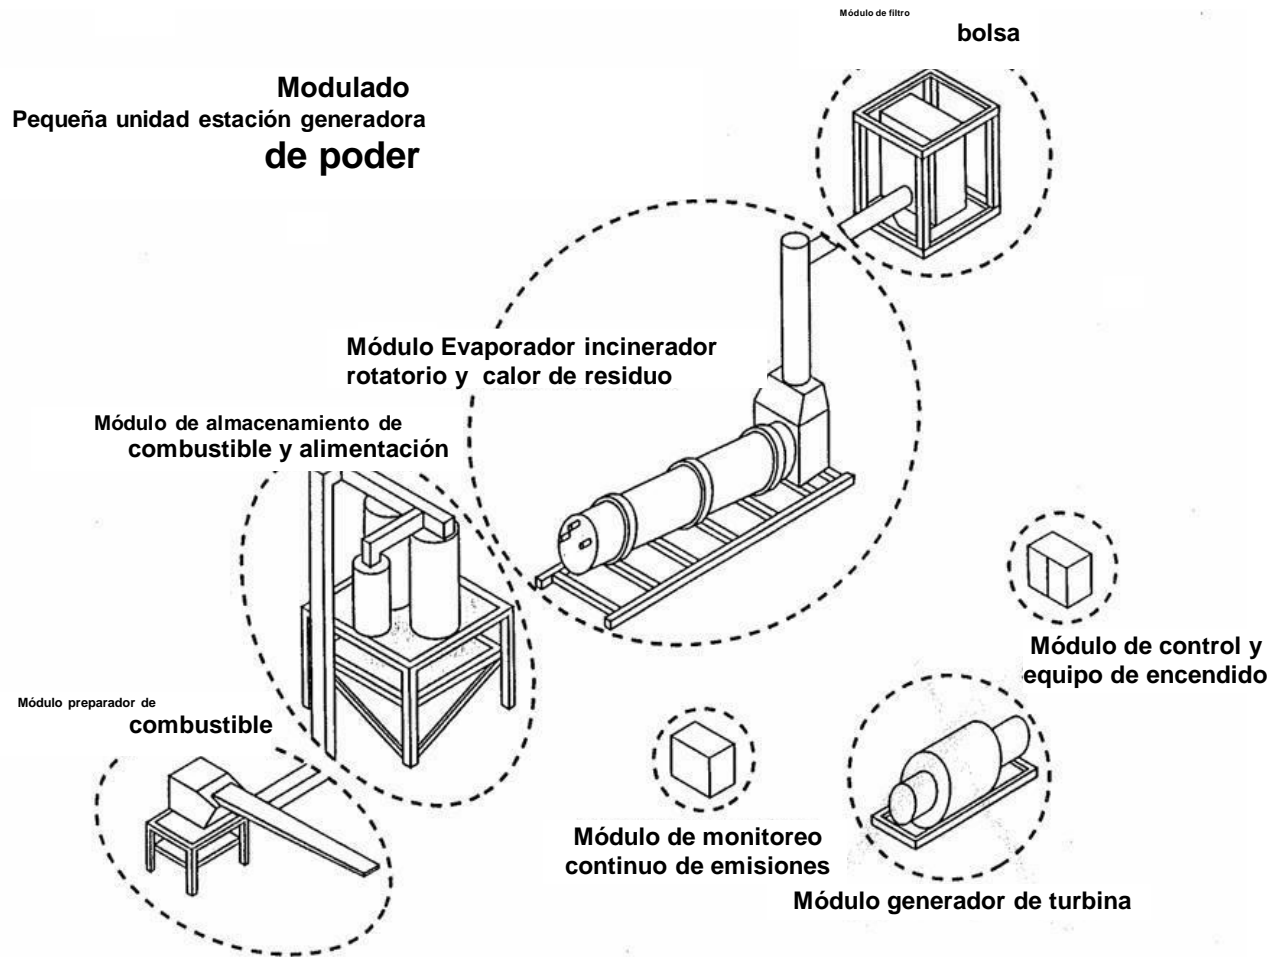 Módulo de filtro
bolsa
Modulado
Pequeña unidad estación generadora
de poder
Módulo Evaporador incinerador
rotatorio y calor de residuo
Módulo de almacenamiento de
combustible y alimentación
Módulo de control y
equipo de encendido
Módulo preparador de
combustible
Módulo de monitoreo
continuo de emisiones
Módulo generador de turbina